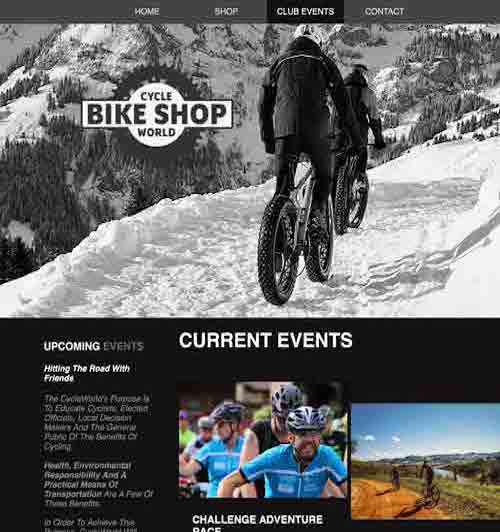 HOME SHOP CLUB EVENTS CONTACT
CYCLE
BIKE SHOP
WORLD
UPCOMING EVENTS
Hitting The Road With
Friends
The CycleWorld's Purpose Is
To Educate Cyclists, Elected
Officials, Local Decision
Makers And The General
Public Of The Benefits Of
Cycling.
Health, Environmental
Responsibility And A
Practical Means Of
Transportation Are A Few Of
These Benefits.
In Order To Achieve This
CURRENT EVENTS
CHALLENGE ADVENTURE
RACE